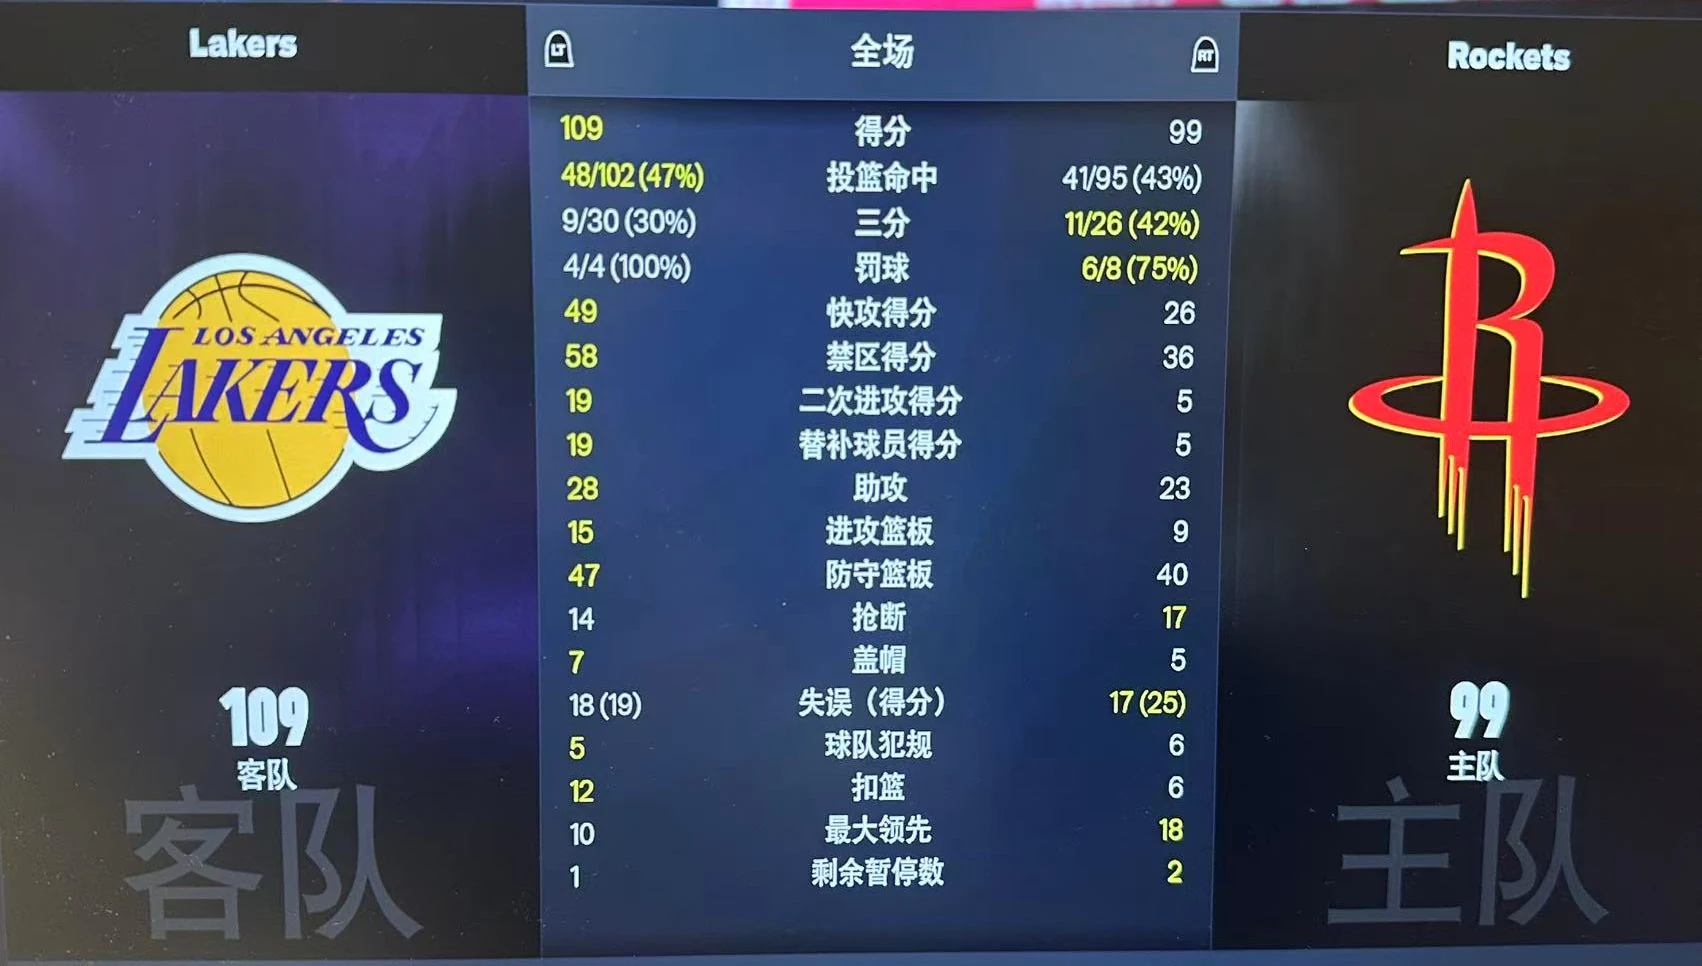 Lakers LT 全场 RT Rockets
109 得分 99
48/102 (47%) 投篮命中 41/95 (43%)
9/30 (30%) 三分 11/26 (42%)
4/4 (100%) 罚球 6/8 (75%)
49 快攻得分 26
58 禁区得分 36
19 二次进攻得分 5
19 替补球员得分 5
28 助攻 23
15 进攻篮板 9
47 防守篮板 40
14 抢断 17
7 盖帽 5
18 (19) 失误（得分） 17 (25)
5 球队犯规 6
12 扣篮 6
10 最大领先 18
1 剩余暂停数 2
LOS ANGELES
LAKERS
109
客队
客队
R
99
主队
主队